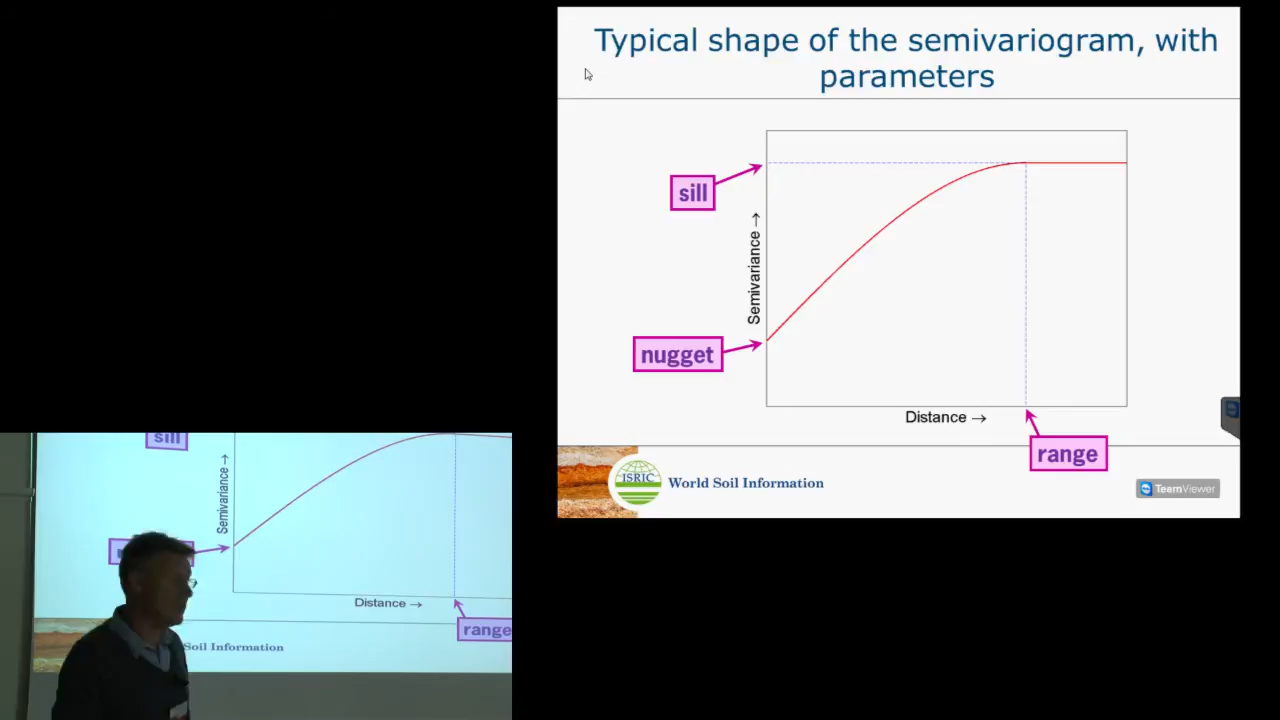 Typical shape of the semivariogram, with
parameters
sill
Semivariance →
nugget
Distance →
range
ISRIC
World Soil Information
TeamViewer
sill
Semivariance →
Distance →
range
Soil Information